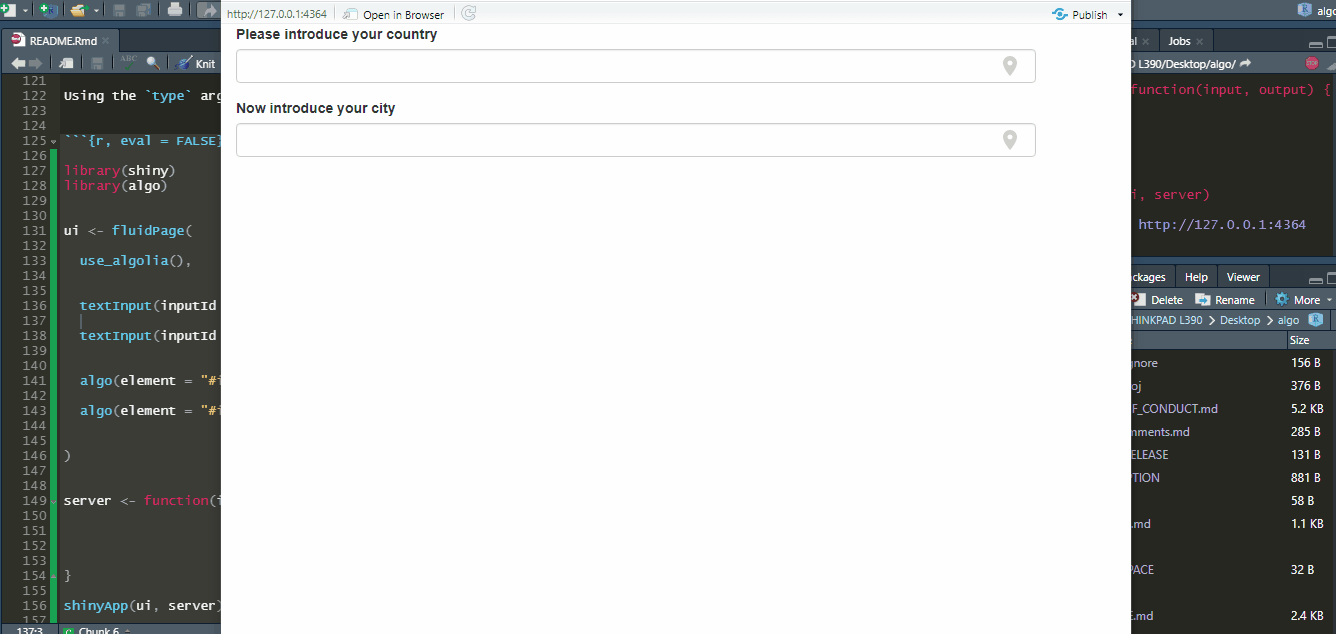 http://127.0.0.1:4364
Open in Browser
Publish
algo
README.Rmd
ABC
Knit
121
122 Using the `type`
123
124
125 ```{r, eval = FALSE}
126
127 library(shiny)
128 library(algo)
129
130
131 ui <- fluidPage(
132
133 use_algolia(),
134
135
136 textInput(inputId
137
138 textInput(inputId
139
140
141 algo(element = "#i
142
143 algo(element = "#i
144
145
146 )
147
148
149 server <- function(i
150
151
152
153
154 }
155
156 shinyApp(ui, server)
157
137:3
Chunk 6
Please introduce your country
Now introduce your city
al
Jobs
L390/Desktop/algo/
STOP
function(input, output) {
i, server)
http://127.0.0.1:4364
ckages
Help
Viewer
Delete
Rename
More
HINKPAD L390
Desktop
algo
Size
gnore 156 B
oj 376 B
F_CONDUCT.md 5.2 KB
mments.md 285 B
ELEASE 131 B
TION 881 B
58 B
.md 1.1 KB
PACE 32 B
E.md 2.4 KB